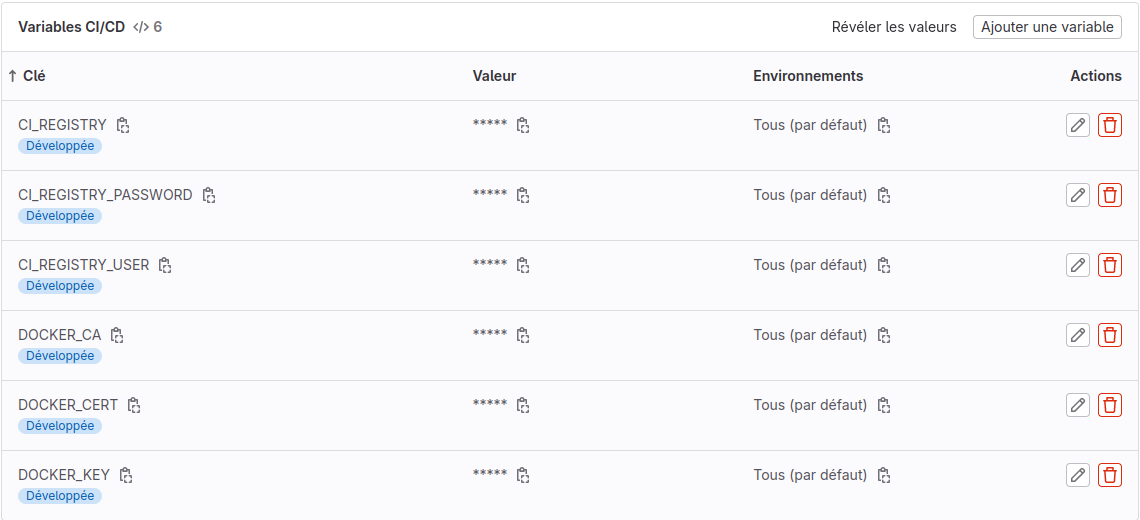 Variables CI/CD </> 6 Révéler les valeurs Ajouter une variable
↑ Clé Valeur Environnements Actions
CI_REGISTRY ***** Tous (par défaut)
Développée
CI_REGISTRY_PASSWORD ***** Tous (par défaut)
Développée
CI_REGISTRY_USER ***** Tous (par défaut)
Développée
DOCKER_CA ***** Tous (par défaut)
Développée
DOCKER_CERT ***** Tous (par défaut)
Développée
DOCKER_KEY ***** Tous (par défaut)
Développée